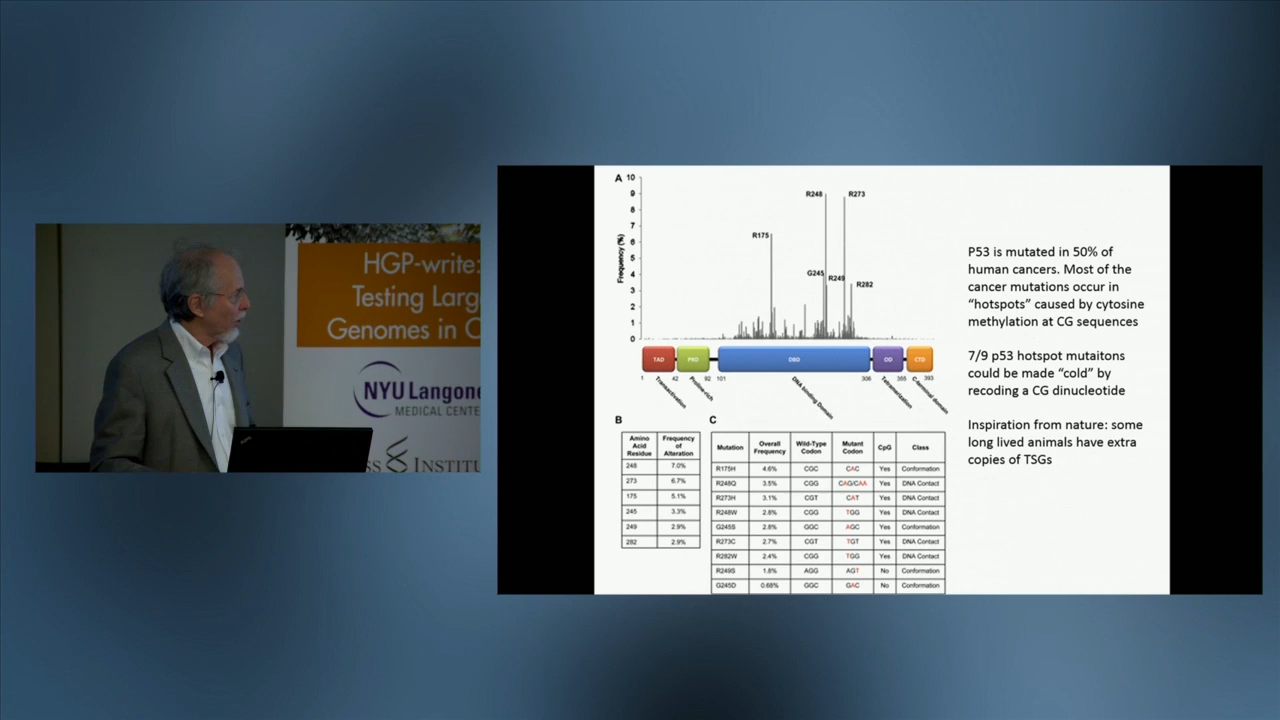 HGP-write:
Testing Larg
Genomes in C
NYU Langone
MEDICAL CENTE
SS INSTITU
A
10
9
8
7
6
5
4
3
2
1
0
Frequency (%)
R175
R248
R273
G245
R249
R282
TAD
PRD
DBD
OD
CTD
1
42
92
101
306
355
393
Transactivation
Proline-rich
DNA binding Domain
Tetramerization
C-terminal domain
B
Amino Acid Residue Frequency of Alteration
248 7.0%
273 6.7%
175 5.1%
245 3.3%
249 2.9%
282 2.9%
C
Mutation Overall Frequency Wild-Type Codon Mutant Codon CpG Class
R175H 4.6% CGC CAC Yes Conformation
R248Q 3.5% CGG CAG/CAA Yes DNA Contact
R273H 3.1% CGT CAT Yes DNA Contact
R248W 2.8% CGG TGG Yes DNA Contact
G245S 2.8% GGC AGC Yes Conformation
R273C 2.7% CGT TGT Yes DNA Contact
R282W 2.4% CGG TGG Yes DNA Contact
R249S 1.8% AGG AGT No Conformation
G245D 0.68% GGC GAC No Conformation
P53 is mutated in 50% of
human cancers. Most of the
cancer mutations occur in
“hotspots” caused by cytosine
methylation at CG sequences
7/9 p53 hotspot mutaitons
could be made “cold” by
recoding a CG dinucleotide
Inspiration from nature: some
long lived animals have extra
copies of TSGs